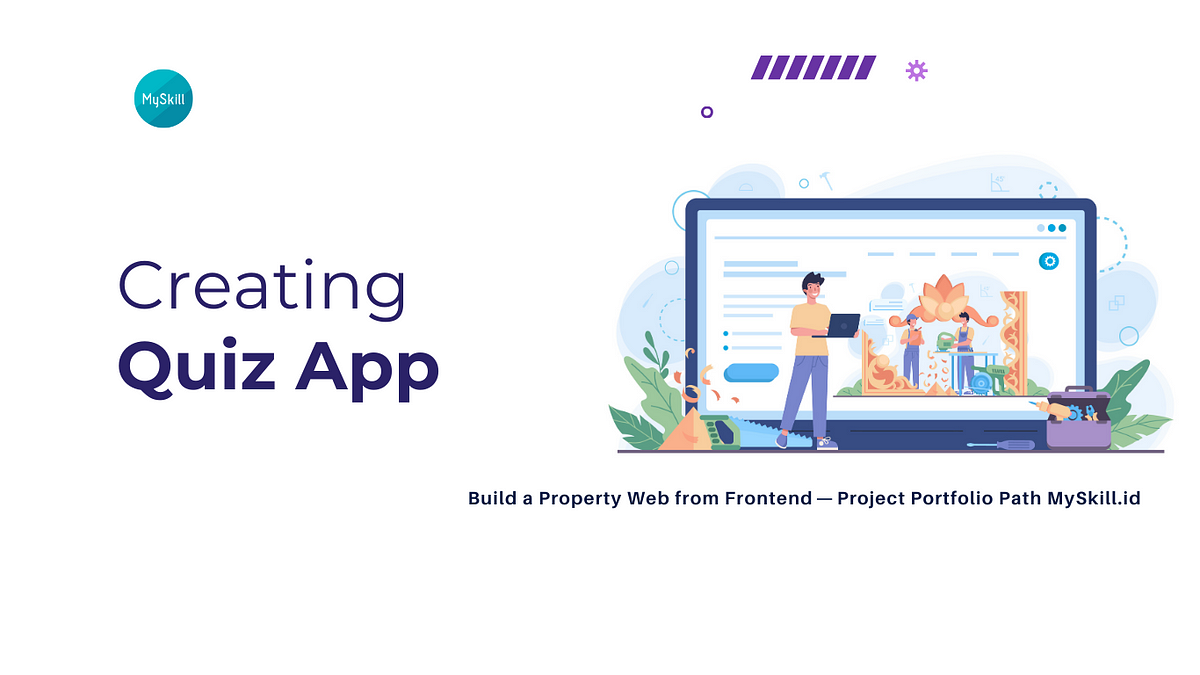 MySkill
Creating
Quiz App
Build a Property Web from Frontend — Project Portfolio Path MySkill.id